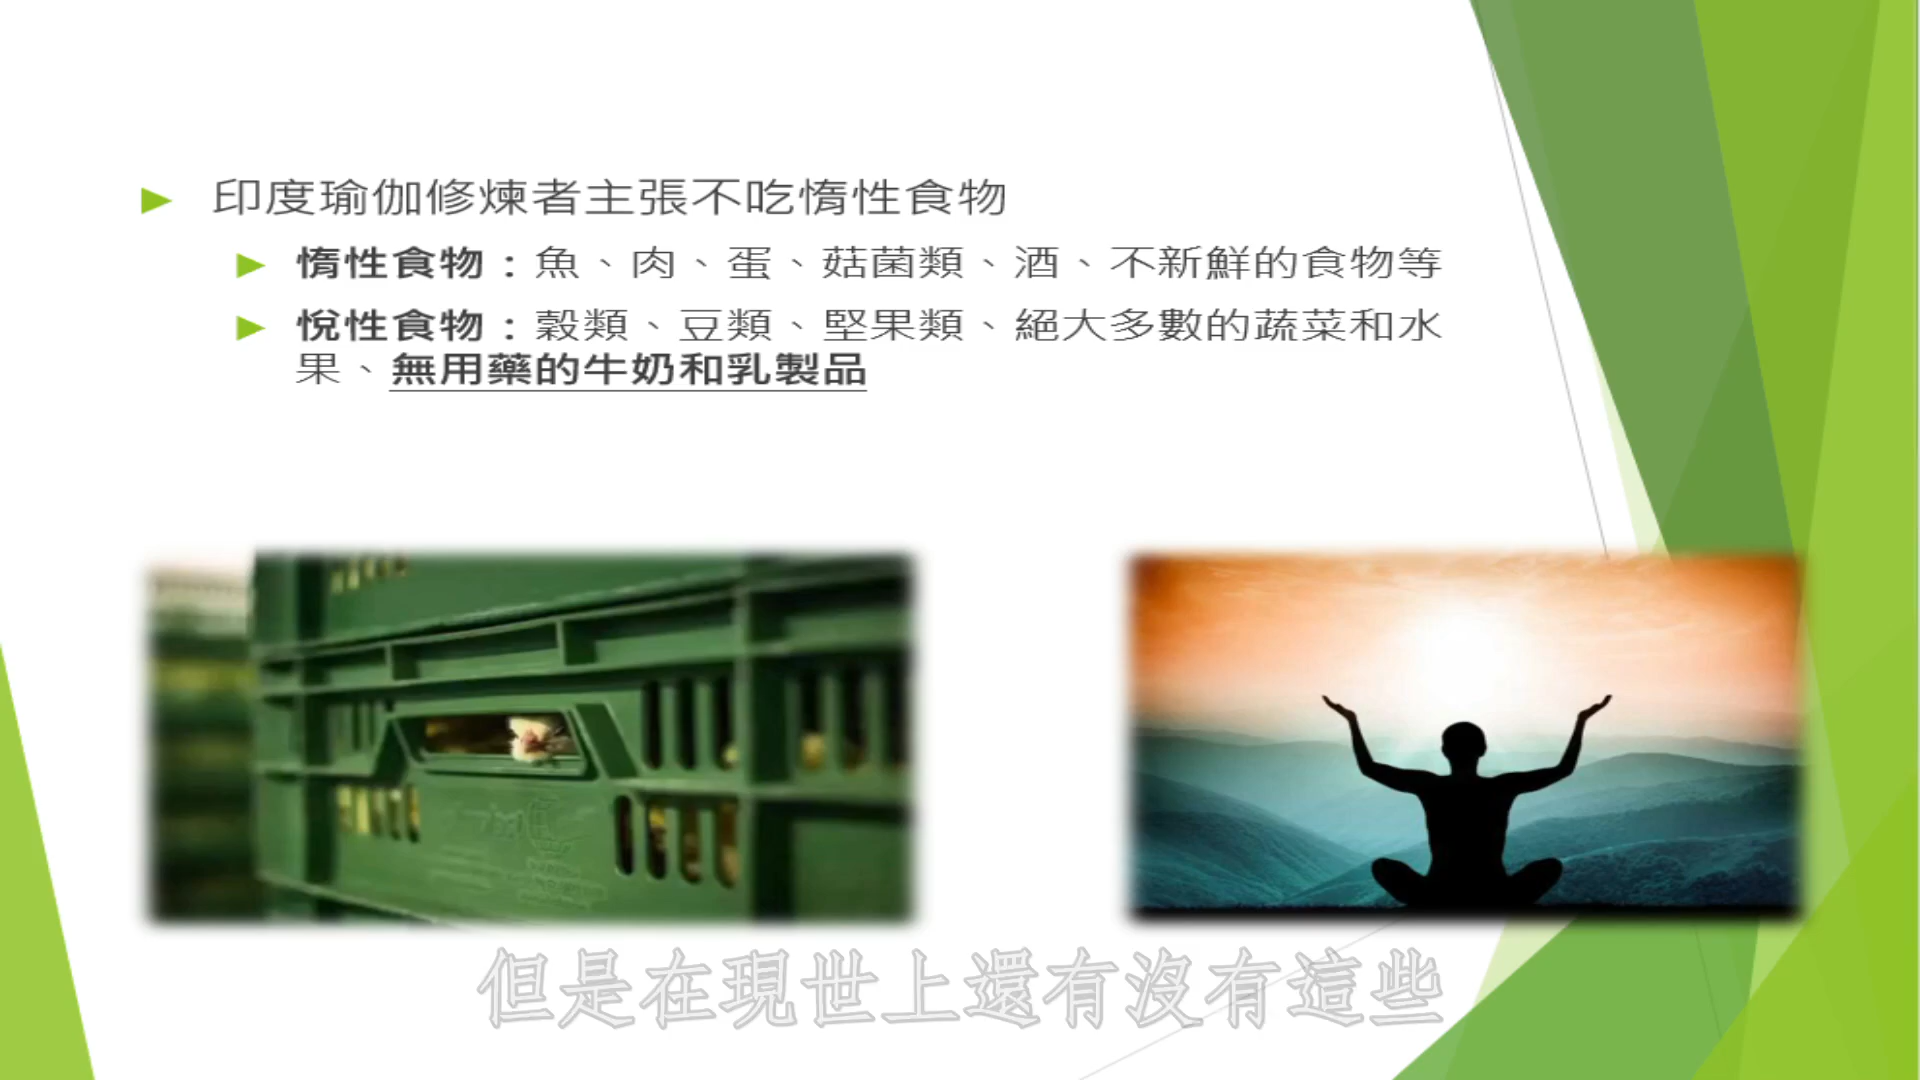 印度瑜伽修煉者主張不吃惰性食物
惰性食物：魚、肉、蛋、菇菌類、酒、不新鮮的食物等
悅性食物：穀類、豆類、堅果類、絕大多數的蔬菜和水
果、無用藥的牛奶和乳製品
但是在現世上還有沒有這些